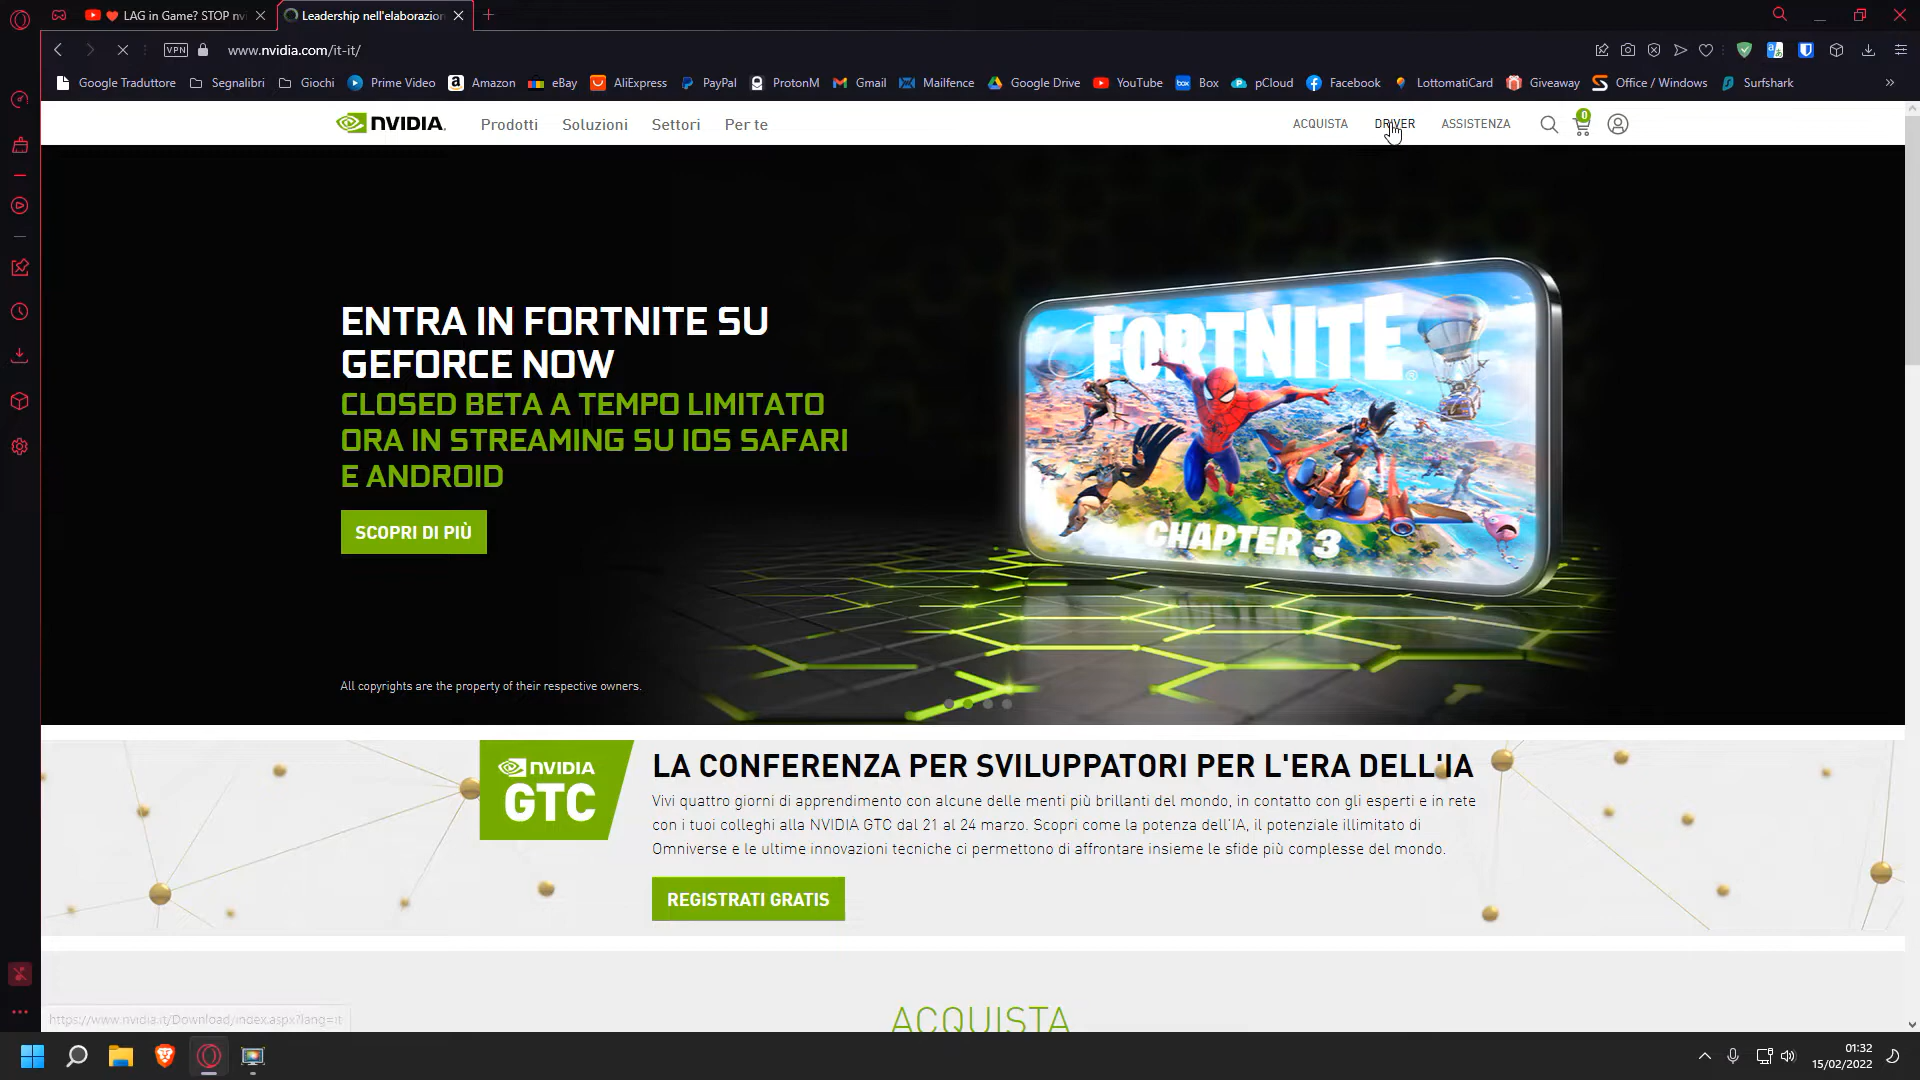 LAG in Game? STOP nvi
Leadership nell'elaborazion
VPN
www.nvidia.com/it-it/
Google Traduttore
Segnalibri
Giochi
Prime Video
Amazon
eBay
AliExpress
PayPal
ProtonM
Gmail
Mailfence
Google Drive
YouTube
box
Box
pCloud
Facebook
LottomatiCard
Giveaway
Office / Windows
Surfshark
NVIDIA.
Prodotti
Soluzioni
Settori
Per te
ACQUISTA
DRIVER
ASSISTENZA
0
ENTRA IN FORTNITE SU
GEFORCE NOW
CLOSED BETA A TEMPO LIMITATO
ORA IN STREAMING SU IOS SAFARI
E ANDROID
SCOPRI DI PIÙ
All copyrights are the property of their respective owners.
FORTNITE®
CHAPTER 3
NVIDIA
GTC
LA CONFERENZA PER SVILUPPATORI PER L'ERA DELL'IA
Vivi quattro giorni di apprendimento con alcune delle menti più brillanti del mondo, in contatto con gli esperti e in rete
con i tuoi colleghi alla NVIDIA GTC dal 21 al 24 marzo. Scopri come la potenza dell'IA, il potenziale illimitato di
Omniverse e le ultime innovazioni tecniche ci permettono di affrontare insieme le sfide più complesse del mondo.
REGISTRATI GRATIS
ACQUISTA
https://www.nvidia.it/Download/index.aspx?lang=it
01:32
15/02/2022